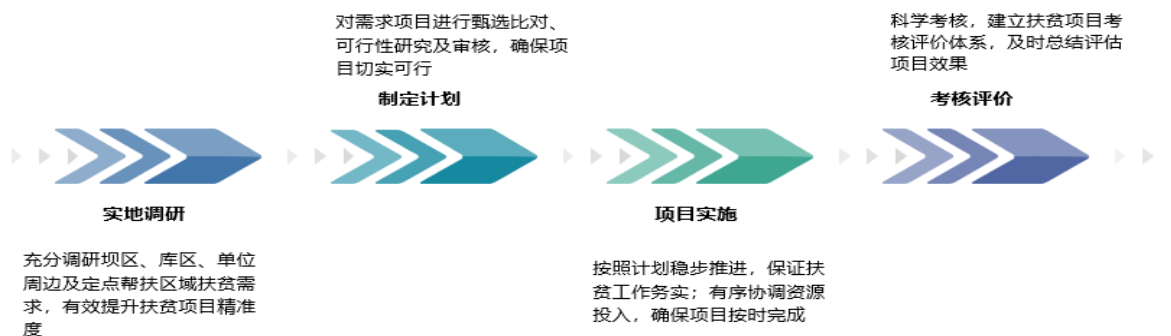 充分调研坝区、库区、单位
周边及定点帮扶区域扶贫需
求，有效提升扶贫项目精准
度
实地调研
对需求项目进行甄选比对、
可行性研究及审核，确保项
目切实可行
制定计划
项目实施
按照计划稳步推进，保证扶
贫工作务实；有序协调资源
投入，确保项目按时完成
科学考核，建立扶贫项目考
核评价体系，及时总结评估
项目效果
考核评价